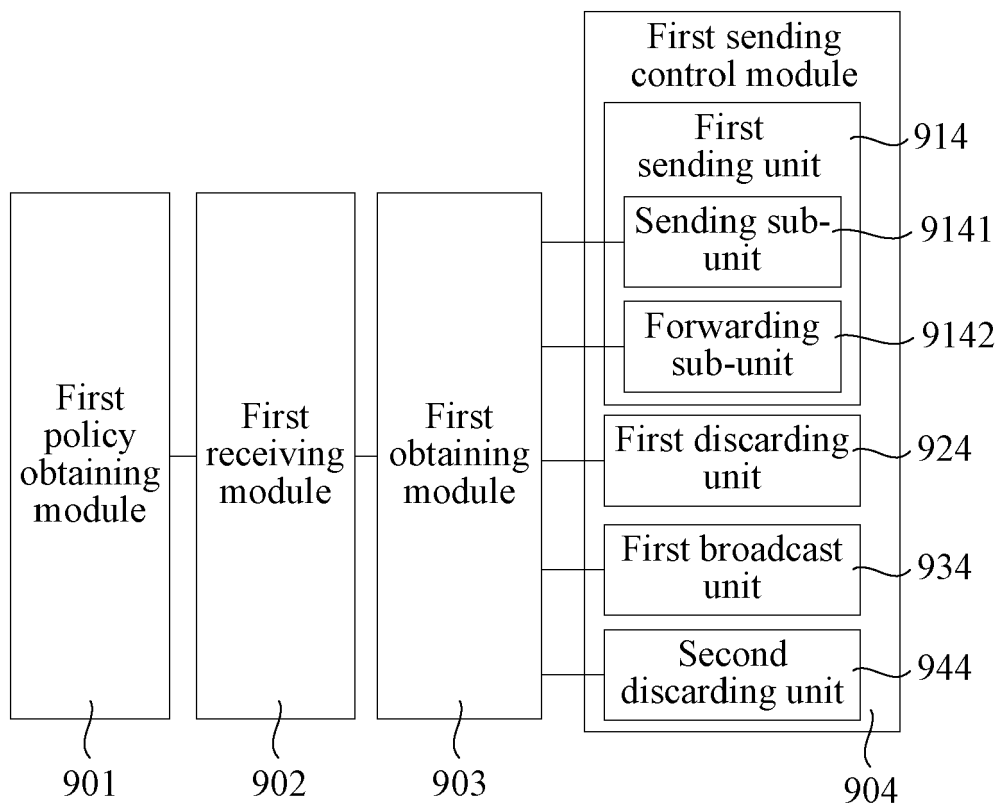 First
policy
obtaining
module
901
First
receiving
module
902
First
obtaining
module
903
First sending
control module
First
sending unit
914
Sending sub-
unit
9141
Forwarding
sub-unit
9142
First discarding
unit
924
First broadcast
unit
934
Second
discarding unit
944
904